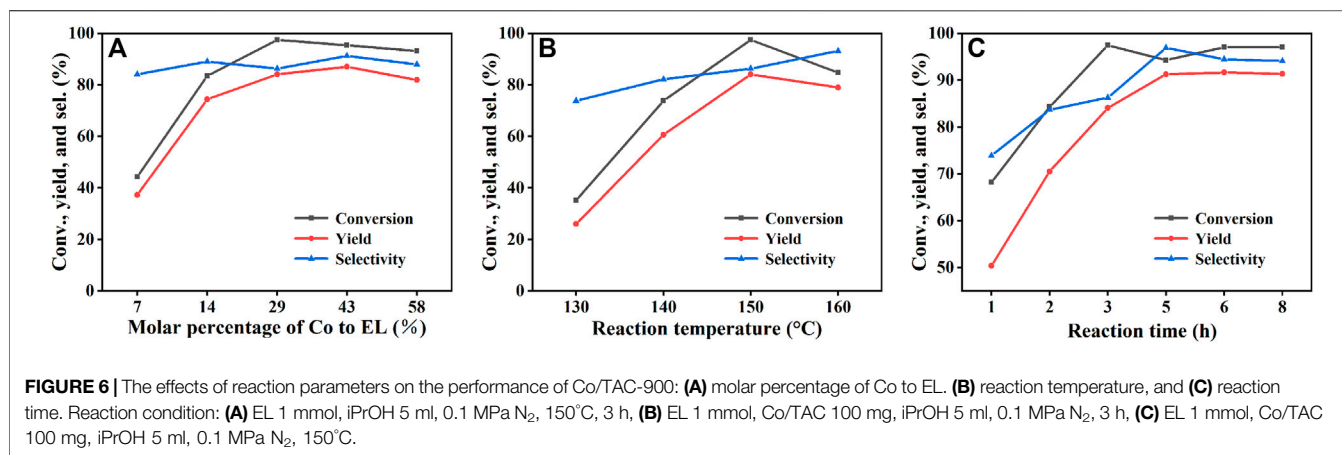 A
Conv., yield, and sel. (%)
100
80
60
40
20
0
Conversion
Yield
Selectivity
7 14 29 43 58
Molar percentage of Co to EL (%)
B
Conv., yield, and sel. (%)
100
80
60
40
20
0
Conversion
Yield
Selectivity
130 140 150 160
Reaction temperature (°C)
C
Conv., yield, and sel. (%)
100
90
80
70
60
50
Conversion
Yield
Selectivity
1 2 3 5 6 8
Reaction time (h)
FIGURE 6 | The effects of reaction parameters on the performance of Co/TAC-900: (A) molar percentage of Co to EL. (B) reaction temperature, and (C) reaction
time. Reaction condition: (A) EL 1 mmol, iPrOH 5 ml, 0.1 MPa N₂, 150°C, 3 h, (B) EL 1 mmol, Co/TAC 100 mg, iPrOH 5 ml, 0.1 MPa N₂, 3 h, (C) EL 1 mmol, Co/TAC
100 mg, iPrOH 5 ml, 0.1 MPa N₂, 150°C.